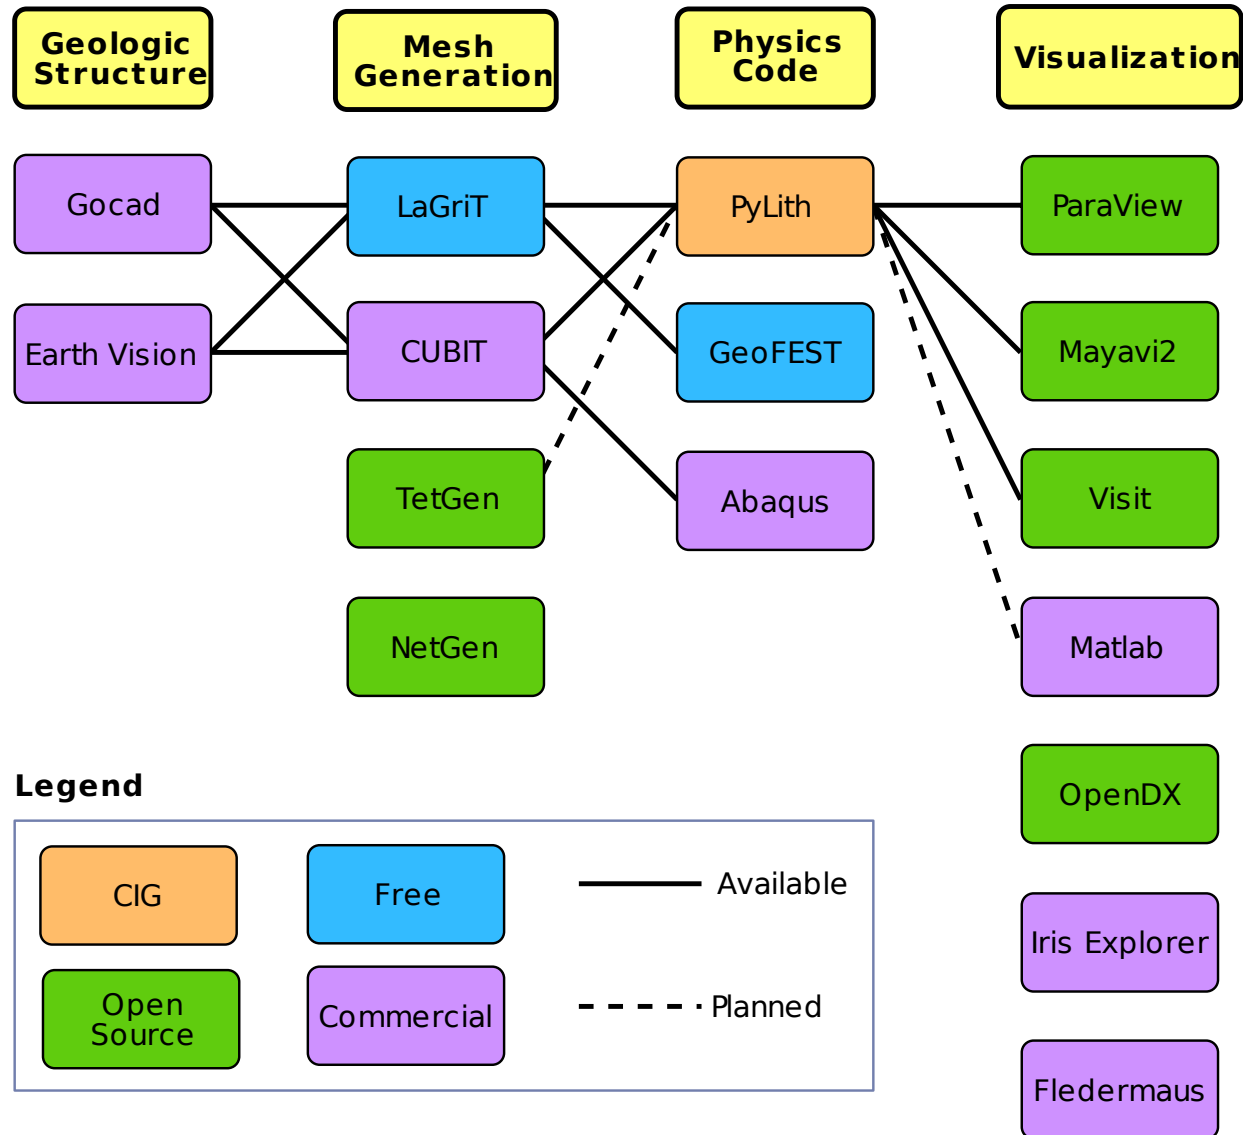 Geologic
Structure
Mesh
Generation
Physics
Code
Visualization
Gocad
LaGriT
PyLith
ParaView
Earth Vision
CUBIT
GeoFEST
Mayavi2
TetGen
Abaqus
Visit
NetGen
Matlab
OpenDX
Iris Explorer
Fledermaus
Legend
CIG
Free
Available
Open
Source
Commercial
Planned